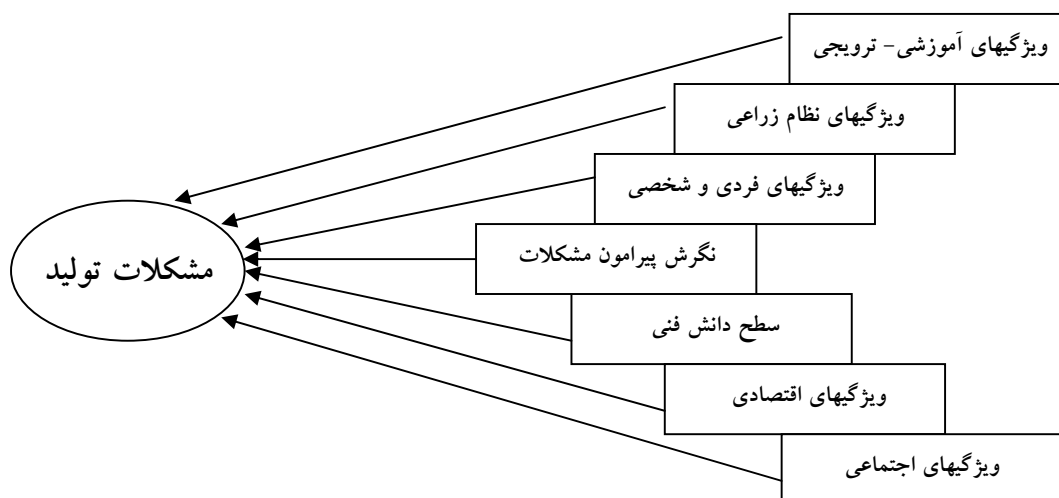 ویژگیهای آموزشی- ترویجی
ویژگیهای نظام زراعی
ویژگیهای فردی و شخصی
نگرش پیرامون مشکلات
مشکلات تولید
سطح دانش فنی
ویژگیهای اقتصادی
ویژگیهای اجتماعی